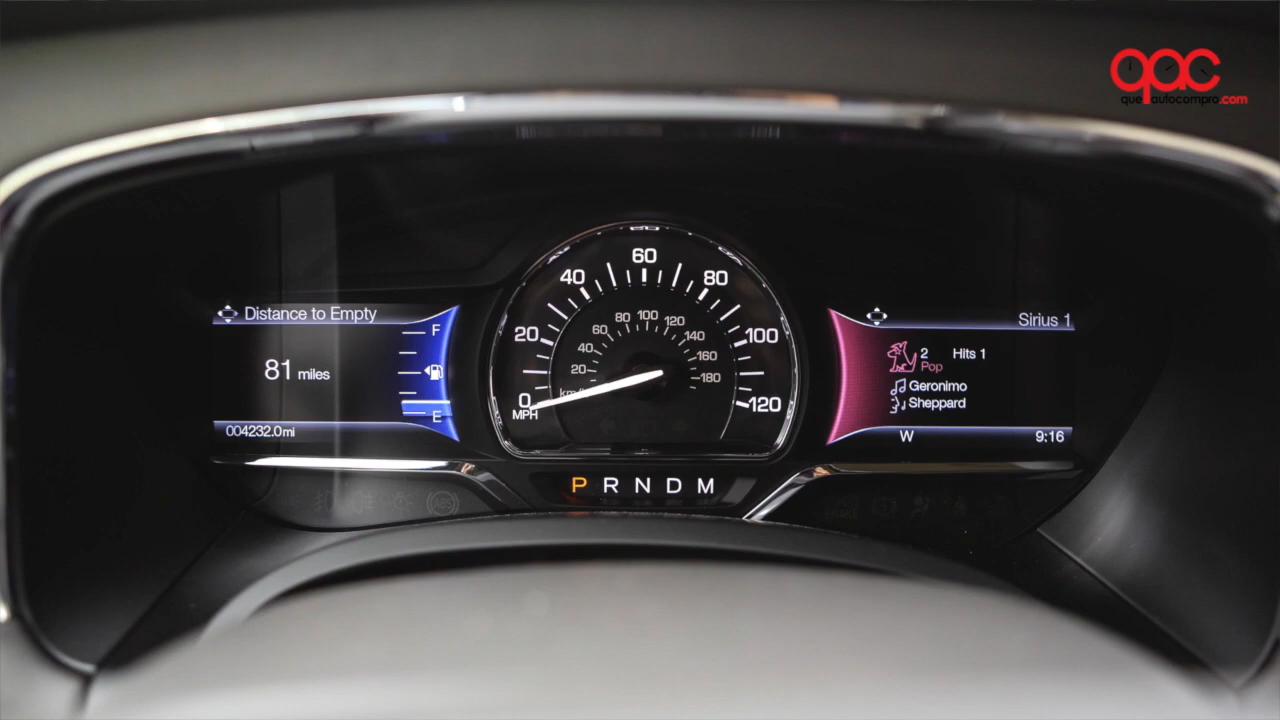 qac
queautocompro.com
Distance to Empty
F
81 miles
E
004232.0mi
0 20 40 60 80 100 120
MPH
20 40 60 80 100 120 140 160 180
P R N D M
Sirius 1
2 Hits 1
Pop
Geronimo
Sheppard
W 9:16